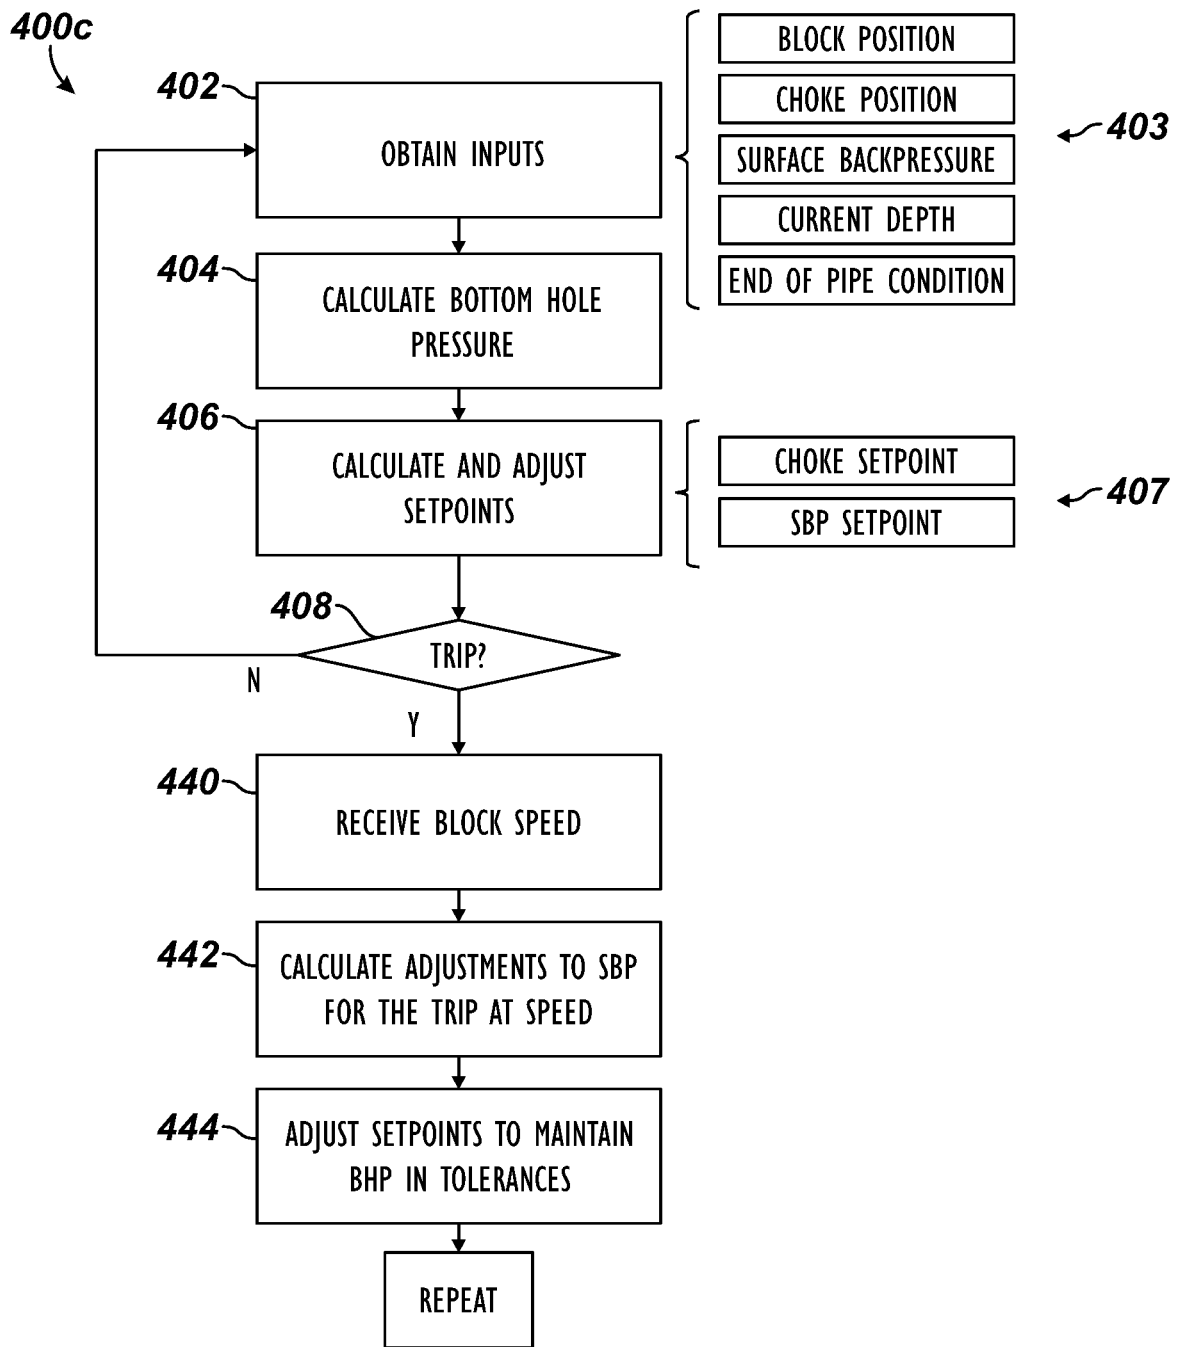 400c
402
OBTAIN INPUTS
BLOCK POSITION
CHOKE POSITION
SURFACE BACKPRESSURE
CURRENT DEPTH
END OF PIPE CONDITION
403
404
CALCULATE BOTTOM HOLE
PRESSURE
406
CALCULATE AND ADJUST
SETPOINTS
CHOKE SETPOINT
SBP SETPOINT
407
408
TRIP?
N
Y
440
RECEIVE BLOCK SPEED
442
CALCULATE ADJUSTMENTS TO SBP
FOR THE TRIP AT SPEED
444
ADJUST SETPOINTS TO MAINTAIN
BHP IN TOLERANCES
REPEAT